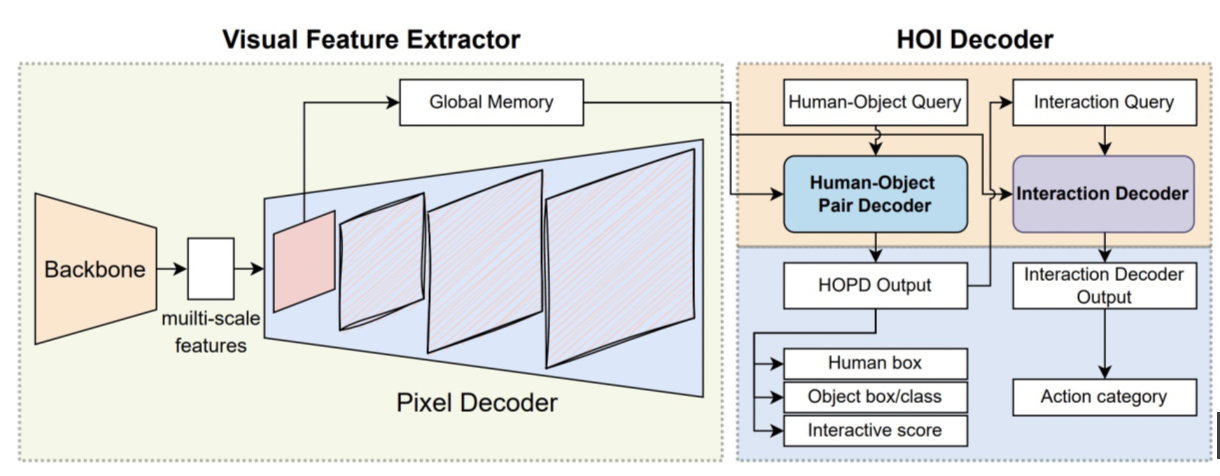 Visual Feature Extractor
HOI Decoder
Global Memory
Human-Object Query
Interaction Query
Human-Object
Pair Decoder
Interaction Decoder
Backbone
muilti-scale
features
Pixel Decoder
HOPD Output
Interaction Decoder
Output
Human box
Object box/class
Interactive score
Action category